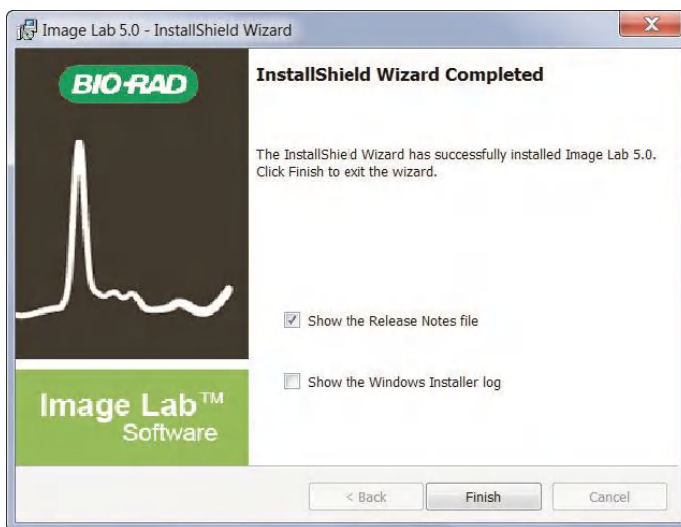 Image Lab 5.0 - InstallShield Wizard
BIO-RAD
InstallShield Wizard Completed
The InstallShield Wizard has successfully installed Image Lab 5.0.
Click Finish to exit the wizard.
Show the Release Notes file
Show the Windows Installer log
Image Lab™
Software
< Back Finish Cancel